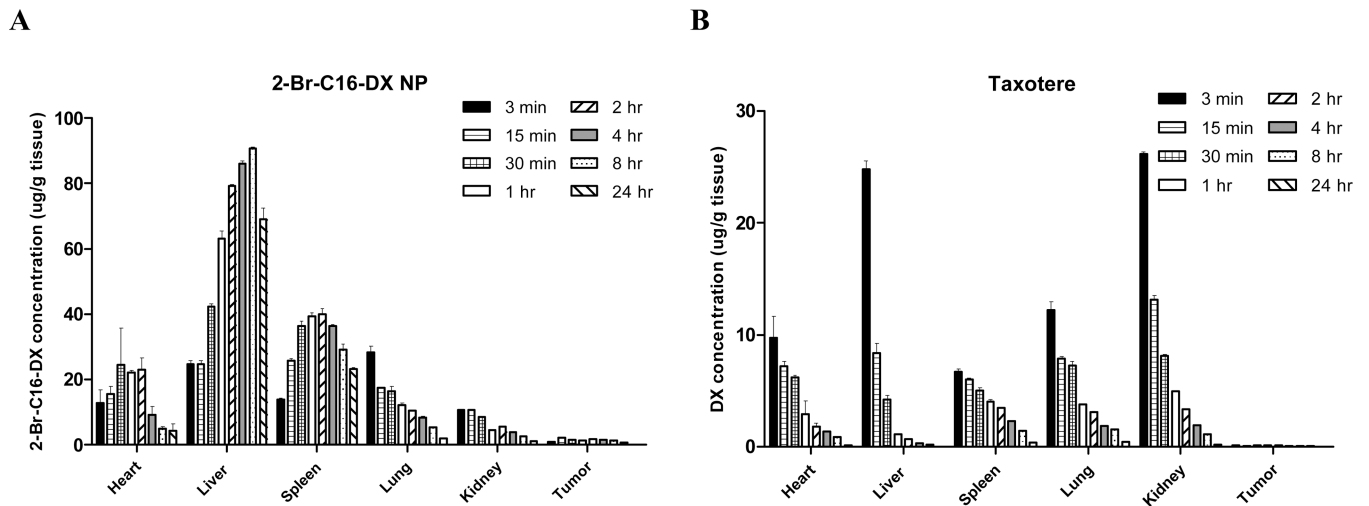 A
2-Br-C16-DX NP
2-Br-C16-DX concentration (ug/g tissue)
100
80
60
40
20
0
3 min
15 min
30 min
1 hr
2 hr
4 hr
8 hr
24 hr
Heart
Liver
Spleen
Lung
Kidney
Tumor
B
Taxotere
DX concentration (ug/g tissue)
30
20
10
0
3 min
15 min
30 min
1 hr
2 hr
4 hr
8 hr
24 hr
Heart
Liver
Spleen
Lung
Kidney
Tumor